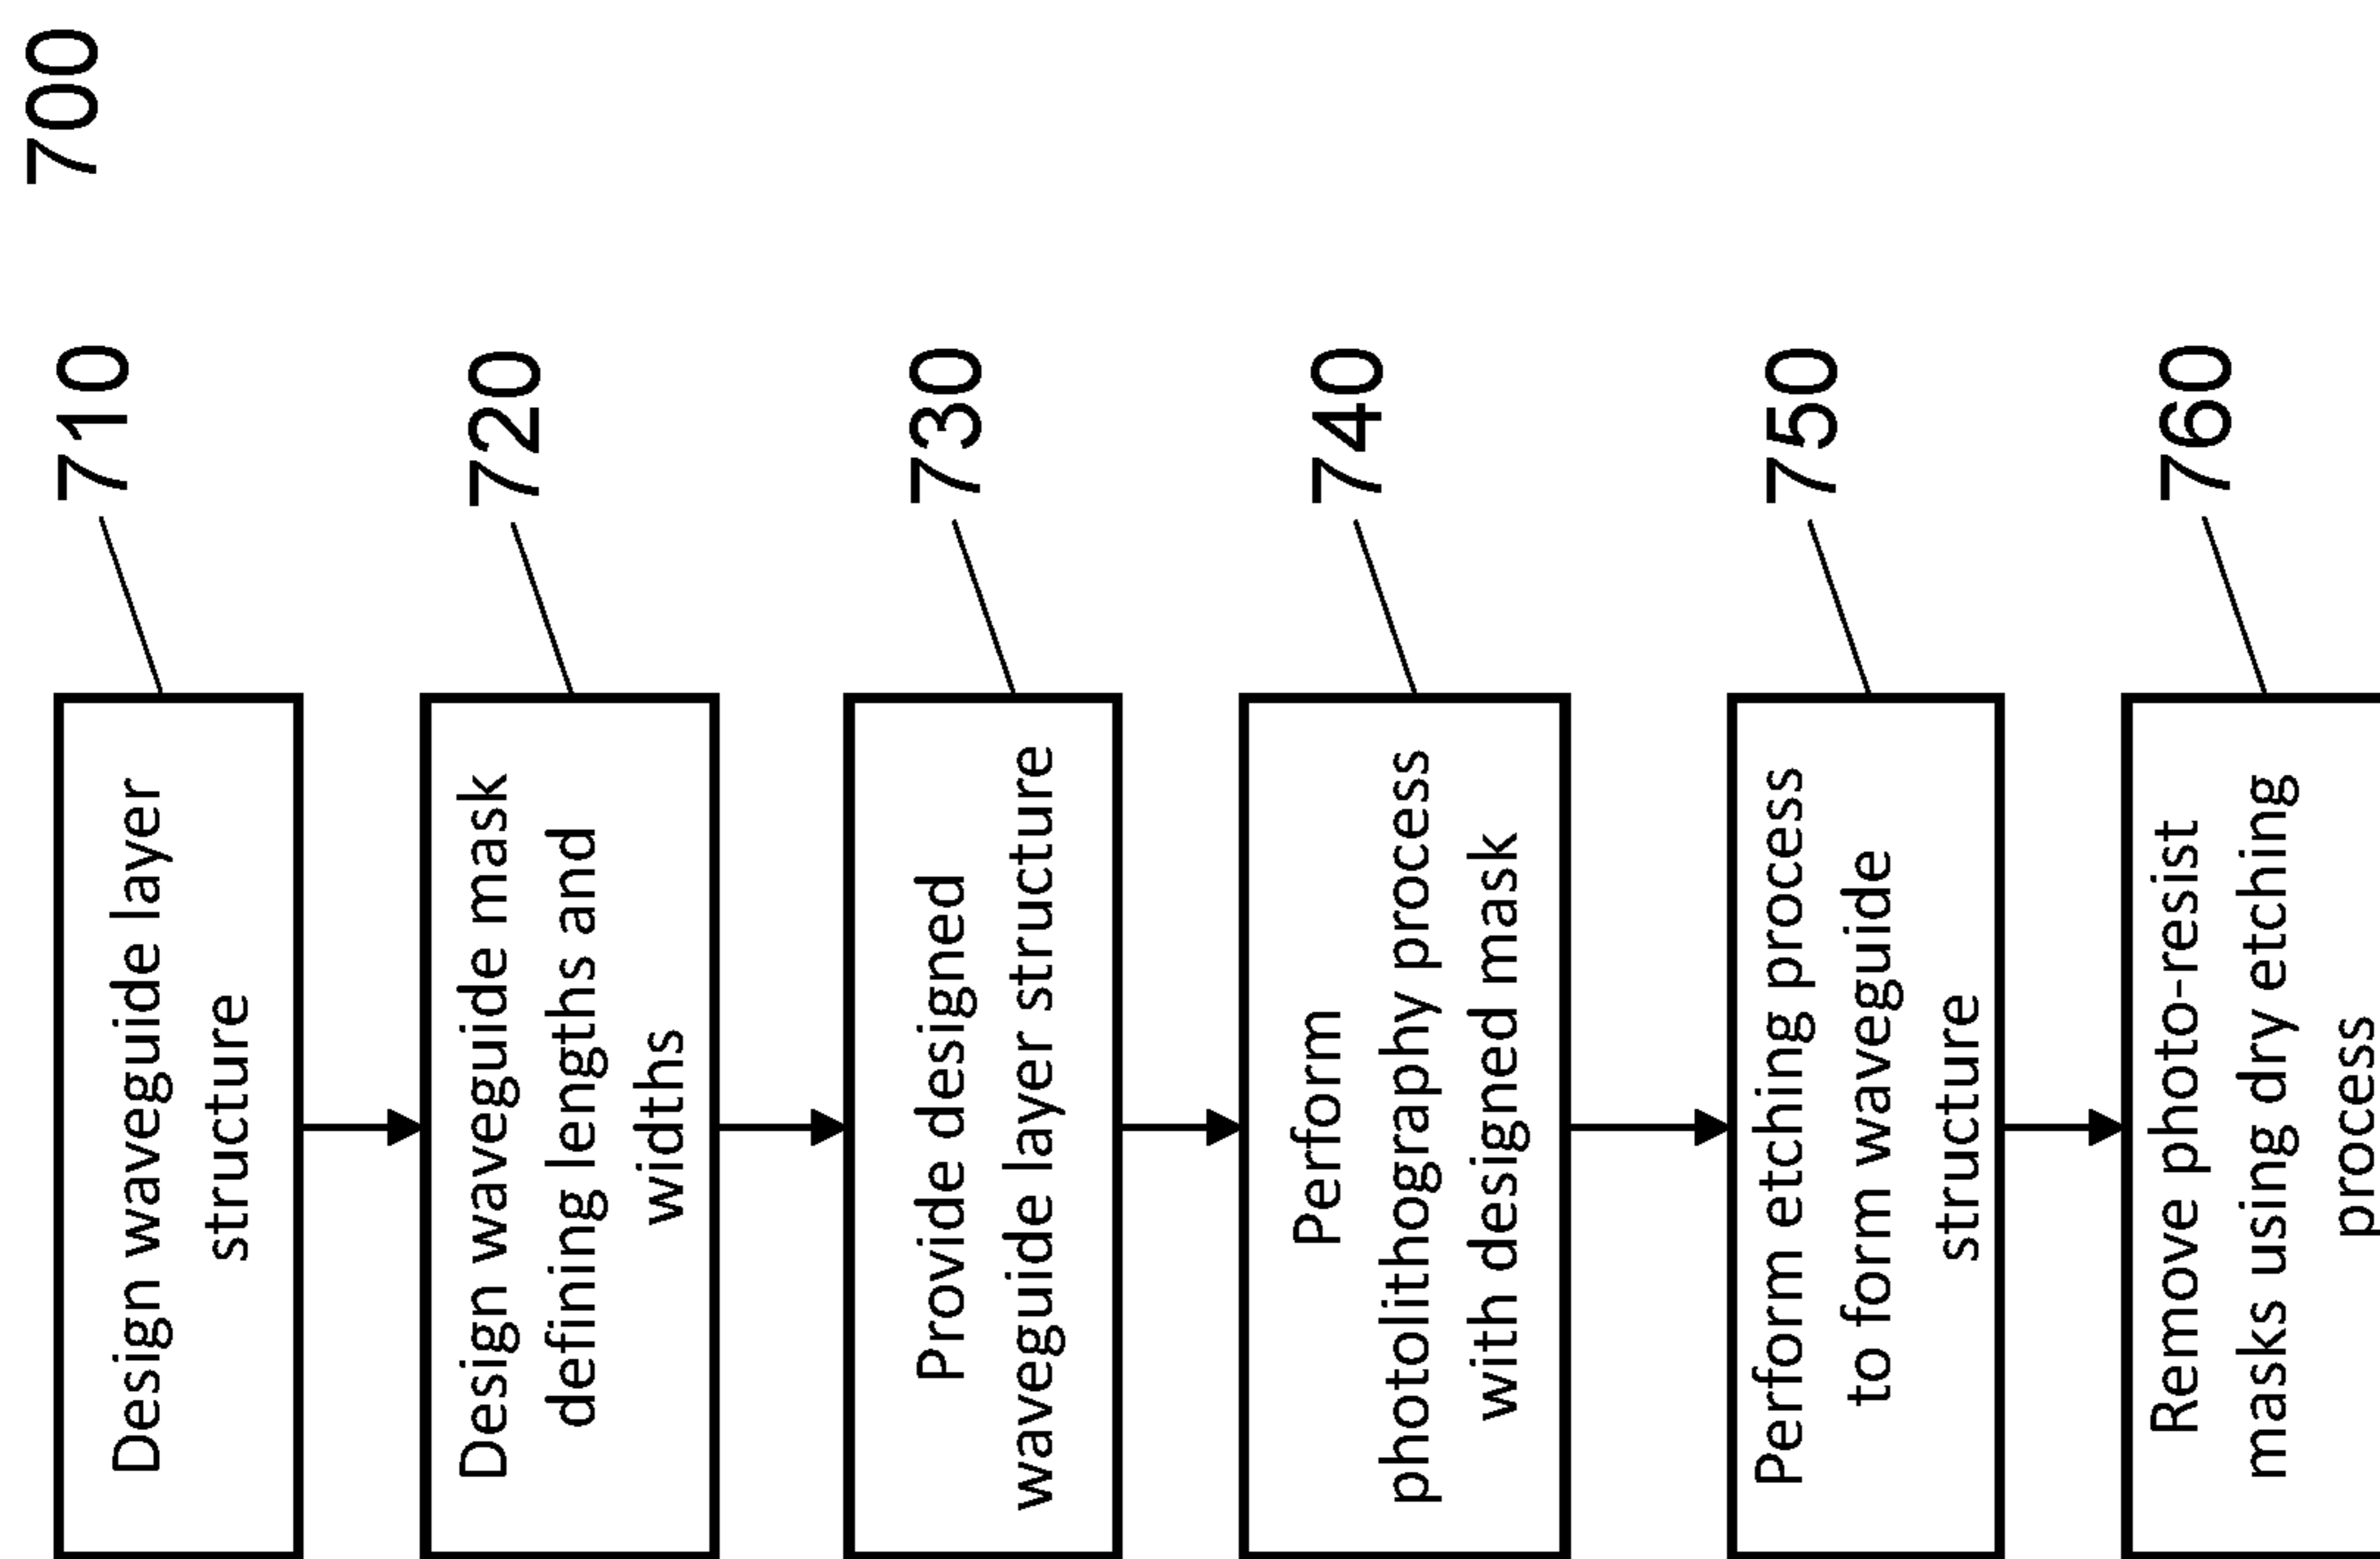 700
710
Design waveguide layer
structure
720
Design waveguide mask
defining lengths and
widths
730
Provide designed
waveguide layer structure
740
Perform
photolithography process
with designed mask
750
Perform etching process
to form waveguide
structure
760
Remove photo-resist
masks using dry etching
process